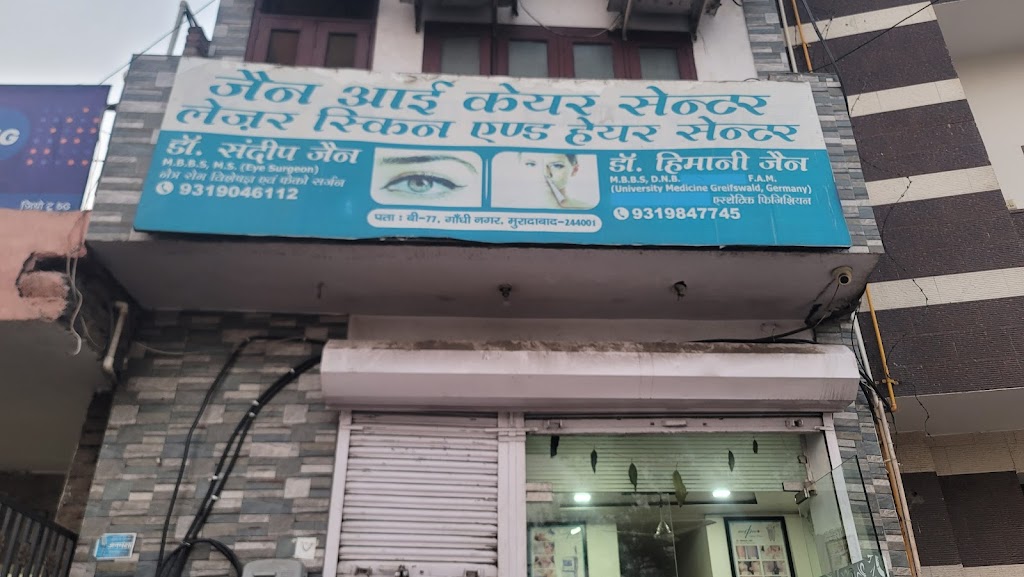 जैन आई केयर सेन्टर
लेज़र स्किन एण्ड हेयर सेन्टर
डॉ. संदीप जैन
M.B.B.S, M.S. (Eye Surgeon)
नेत्र रोग विशेषज्ञ एवं फेको सर्जन
9319046112
डॉ. हिमानी जैन
M.B.B.S, D.N.B. F.A.M.
(University Medicine Greifswald, Germany)
एस्थेटिक फिजिशियन
9319847745
पता : बी-77, गाँधी नगर, मुरादाबाद-244001
G
जियो ट्रू 5G